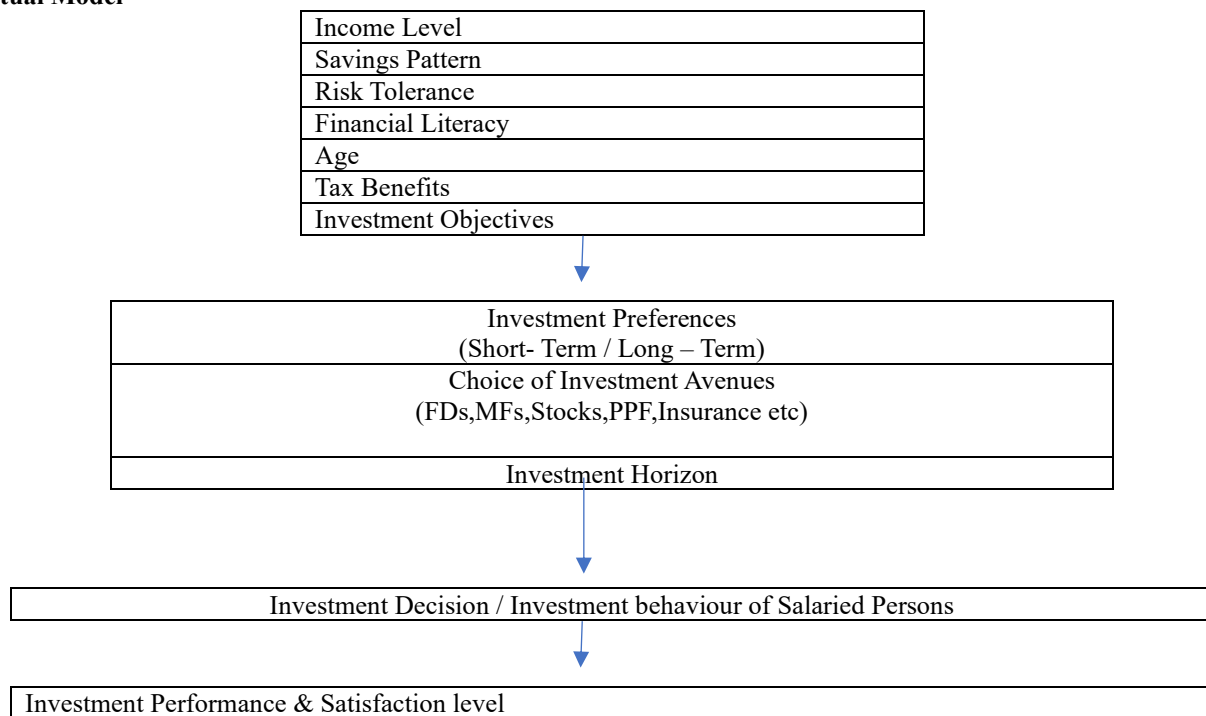 tual Model
Income Level
Savings Pattern
Risk Tolerance
Financial Literacy
Age
Tax Benefits
Investment Objectives
Investment Preferences
(Short- Term / Long – Term)
Choice of Investment Avenues
(FDs,MFs,Stocks,PPF,Insurance etc)
Investment Horizon
Investment Decision / Investment behaviour of Salaried Persons
Investment Performance & Satisfaction level